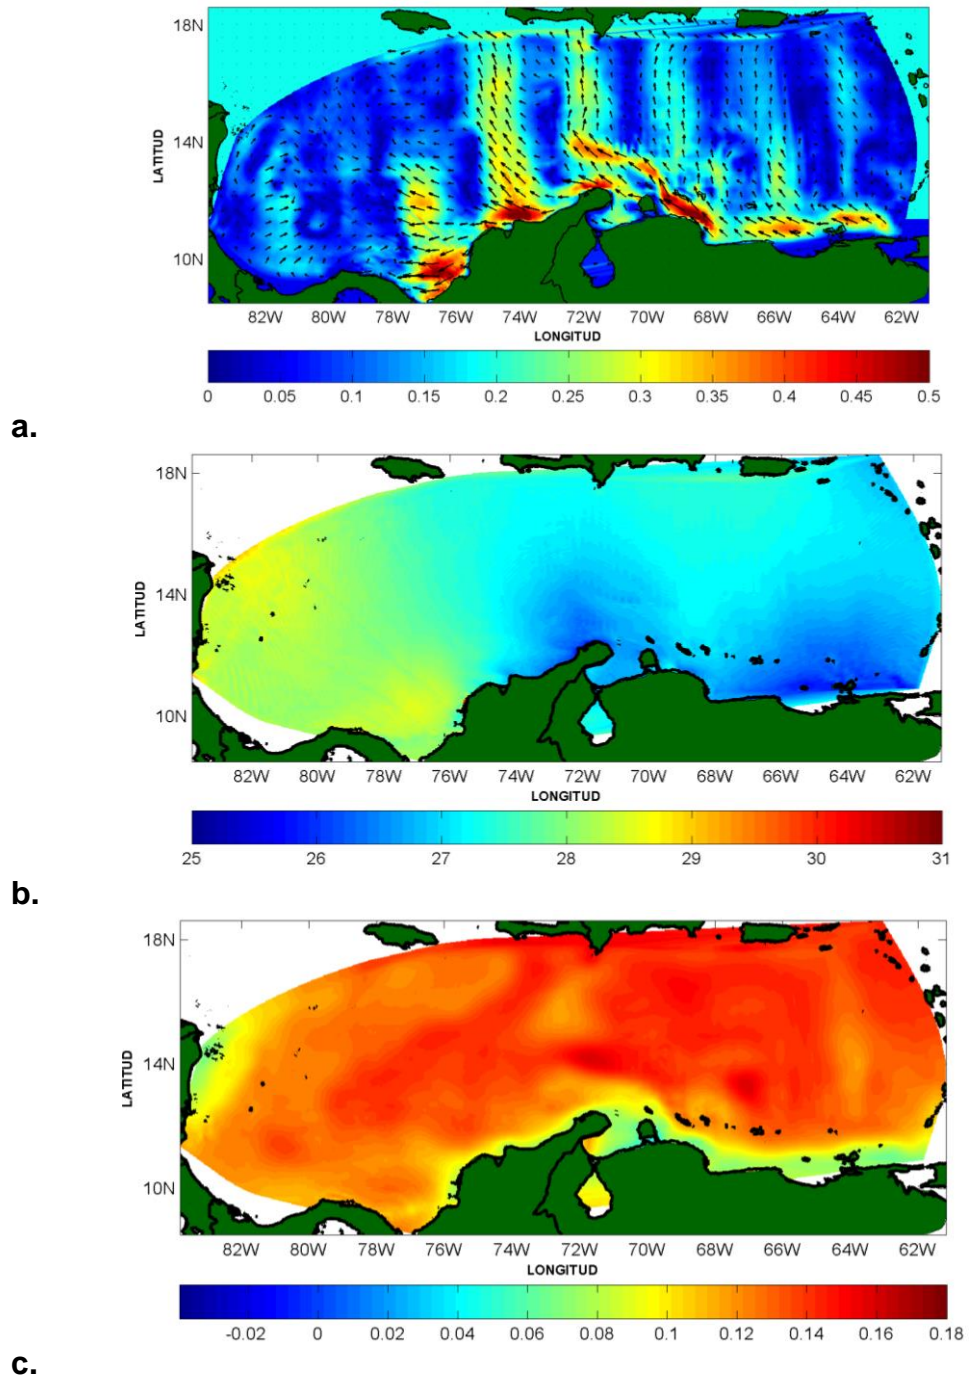 18N
14N
10N
LATITUD
82W 80W 78W 76W 74W 72W 70W 68W 66W 64W 62W
LONGITUD
0 0.05 0.1 0.15 0.2 0.25 0.3 0.35 0.4 0.45 0.5
a.
18N
14N
10N
LATITUD
82W 80W 78W 76W 74W 72W 70W 68W 66W 64W 62W
LONGITUD
25 26 27 28 29 30 31
b.
18N
14N
10N
LATITUD
82W 80W 78W 76W 74W 72W 70W 68W 66W 64W 62W
LONGITUD
-0.02 0 0.02 0.04 0.06 0.08 0.1 0.12 0.14 0.16 0.18
c.